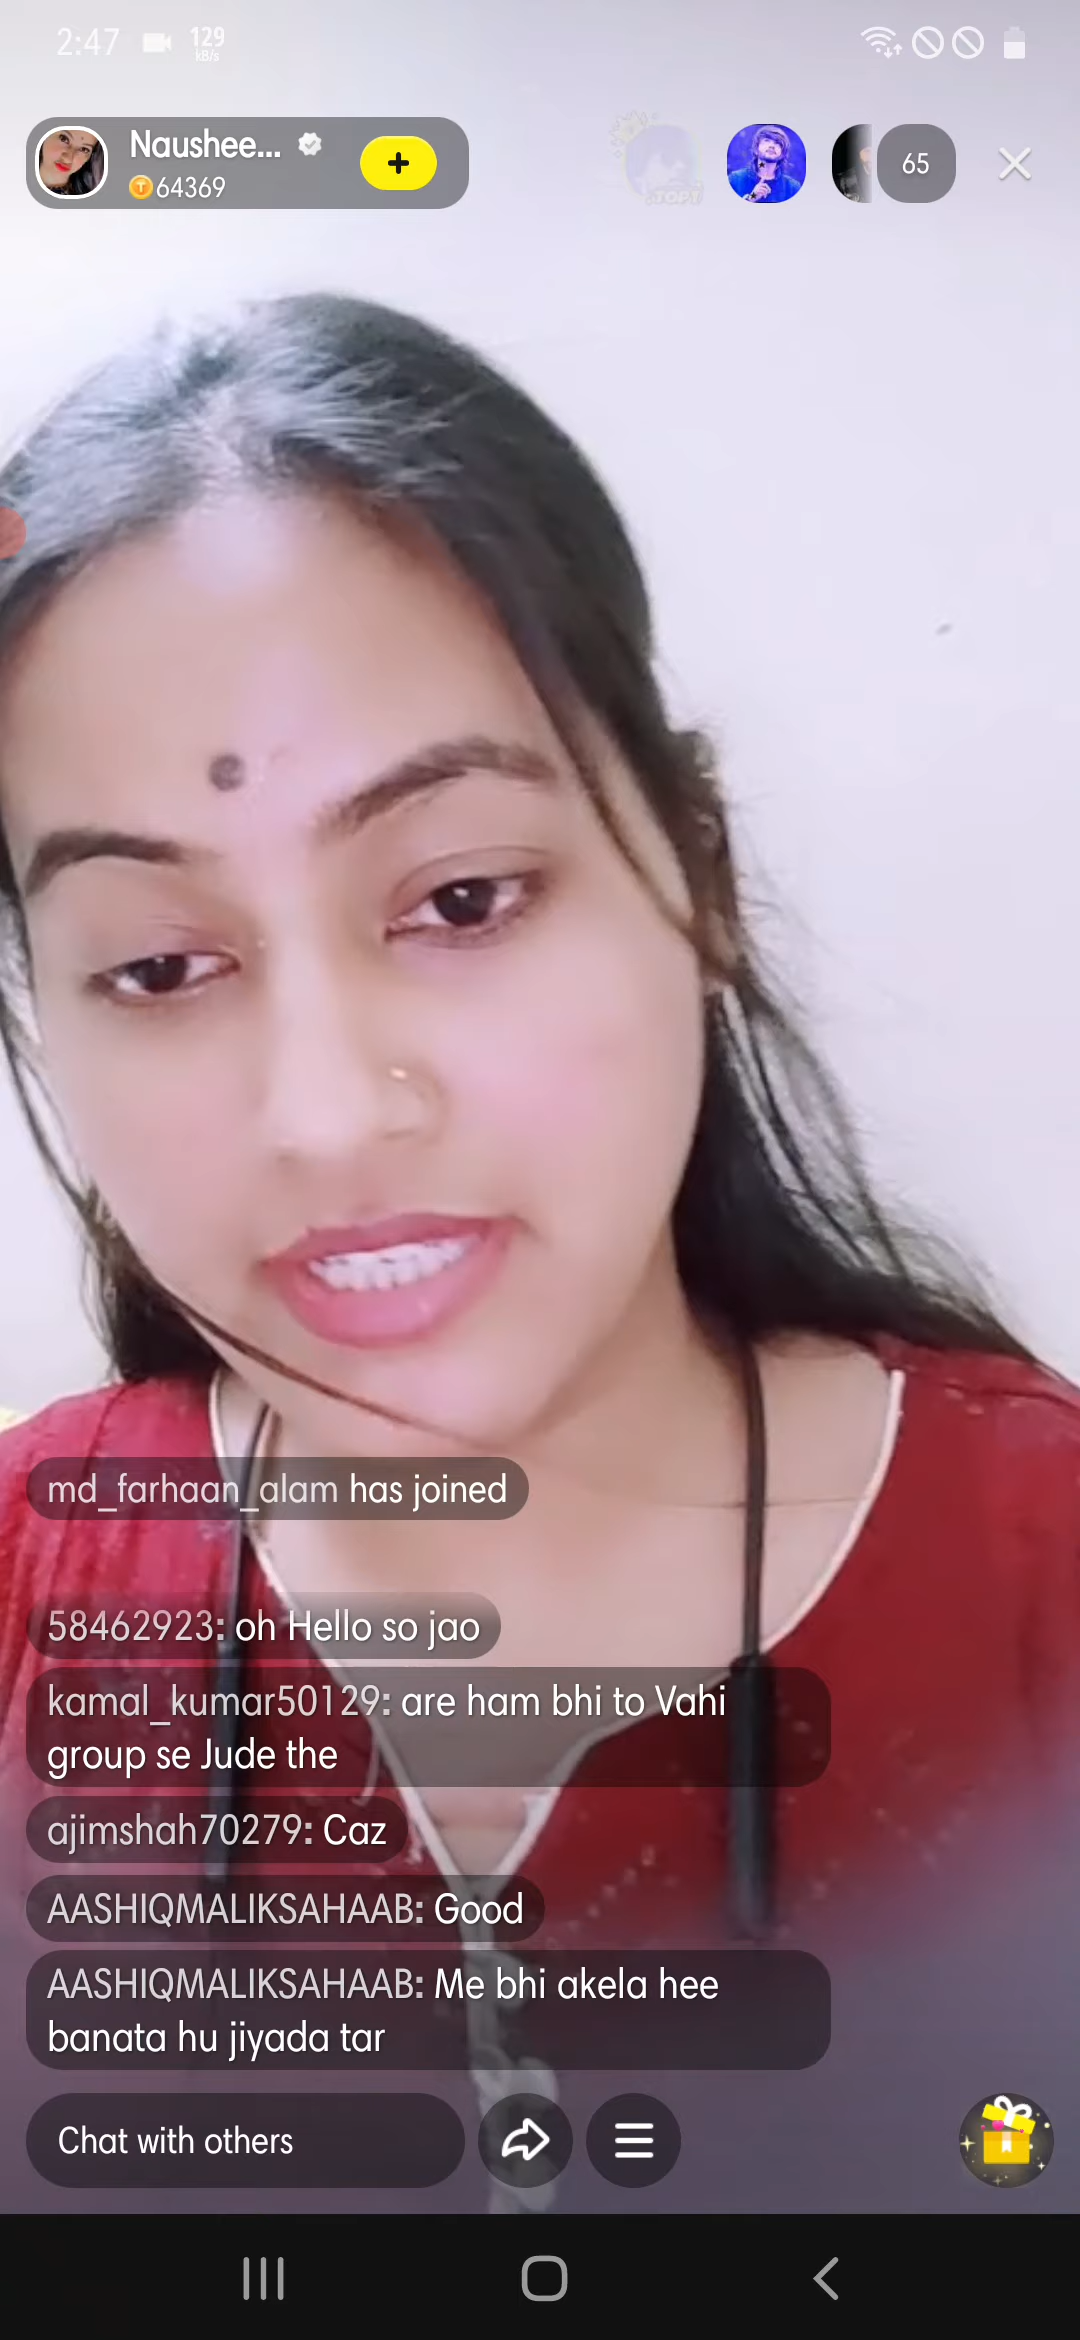 2:47 129
kB/s
Naushee...
64369
65
TOP1
md_farhaan_alam has joined
58462923: oh Hello so jao
kamal_kumar50129: are ham bhi to Vahi
group se Jude the
ajimshah70279: Caz
AASHIQMALIKSAHAAB: Good
AASHIQMALIKSAHAAB: Me bhi akela hee
banata hu jiyada tar
Chat with others